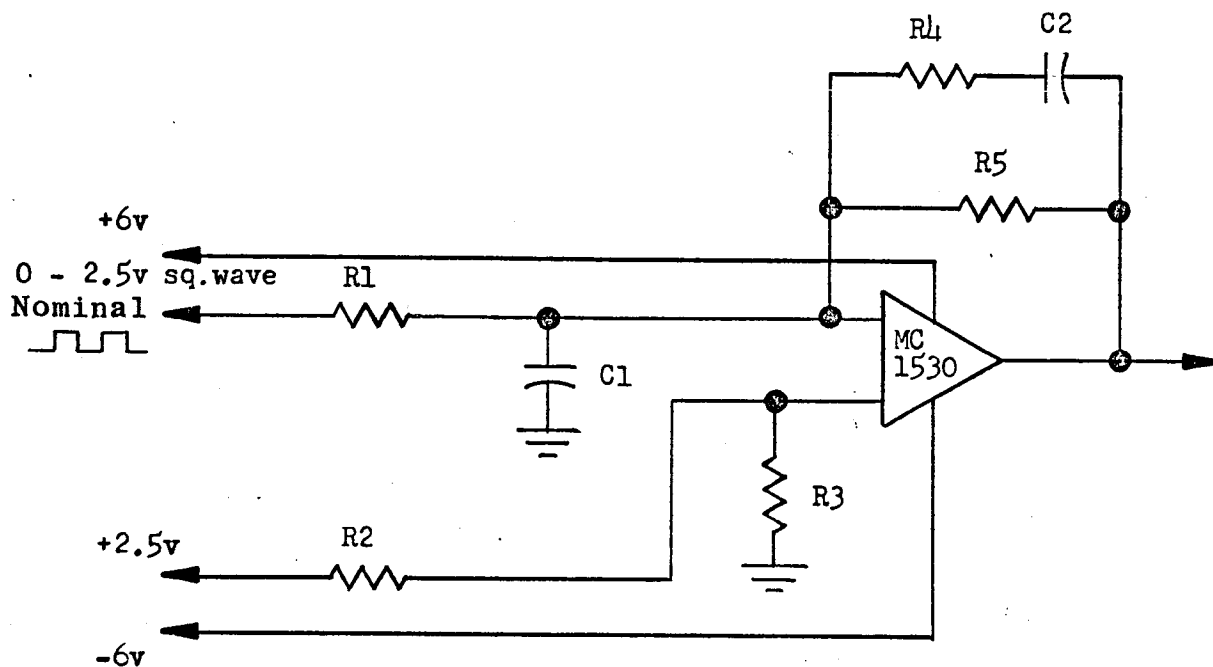 R4
C2
R5
+6v
0 - 2.5v sq.wave
Nominal
R1
C1
MC
1530
R3
+2.5v
R2
-6v